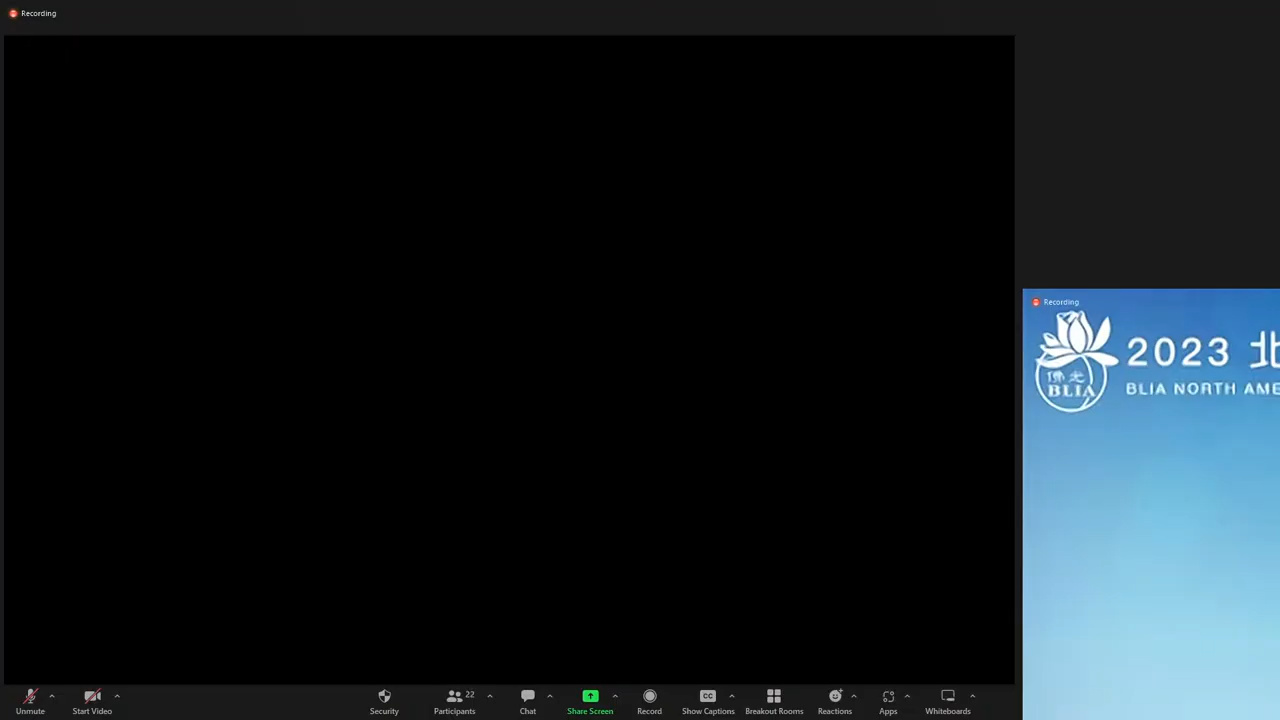 Recording
Recording
2023 北
BLIA NORTH AME
佛光
BLIA
22
Unmute
Start Video
Security
Participants
Chat
Share Screen
Record
CC
Show Captions
Breakout Rooms
Reactions
Apps
Whiteboards